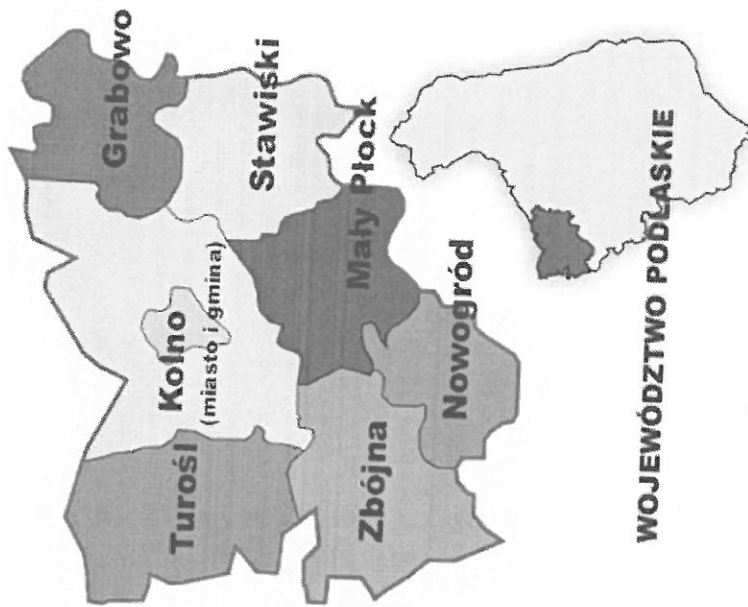 Grabowo
Kolno
(miasto i gmina)
Stawiski
Turośl
Mały Płock
Zbójna
Nowogród
WOJEWÓDZTWO PODLASKIE